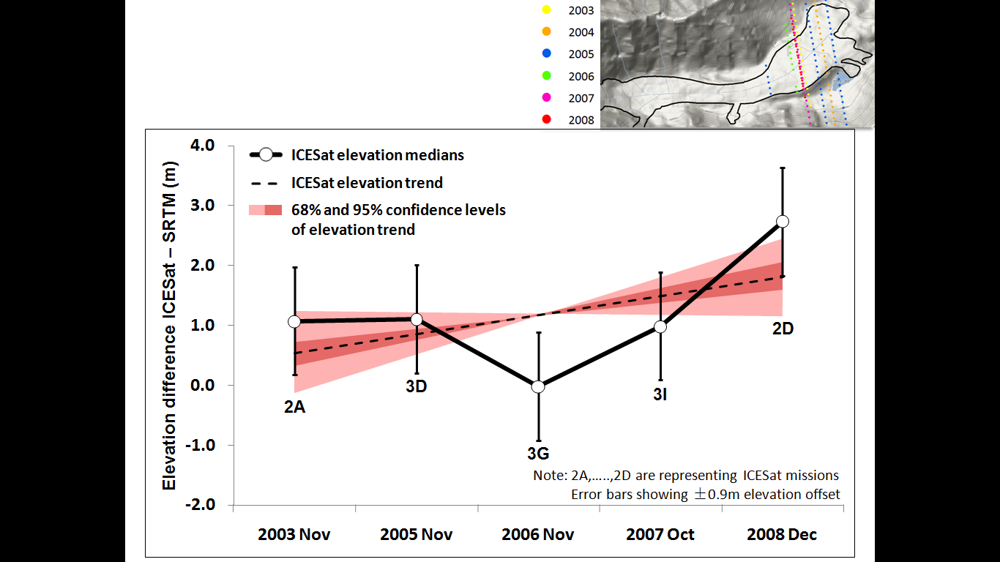 2003
2004
2005
2006
2007
2008
4.0
3.0
2.0
1.0
0.0
-1.0
-2.0
Elevation difference ICESat – SRTM (m)
ICESat elevation medians
ICESat elevation trend
68% and 95% confidence levels
of elevation trend
2A
3D
3G
3I
2D
Note: 2A,.....,2D are representing ICESat missions
Error bars showing ±0.9m elevation offset
2003 Nov
2005 Nov
2006 Nov
2007 Oct
2008 Dec